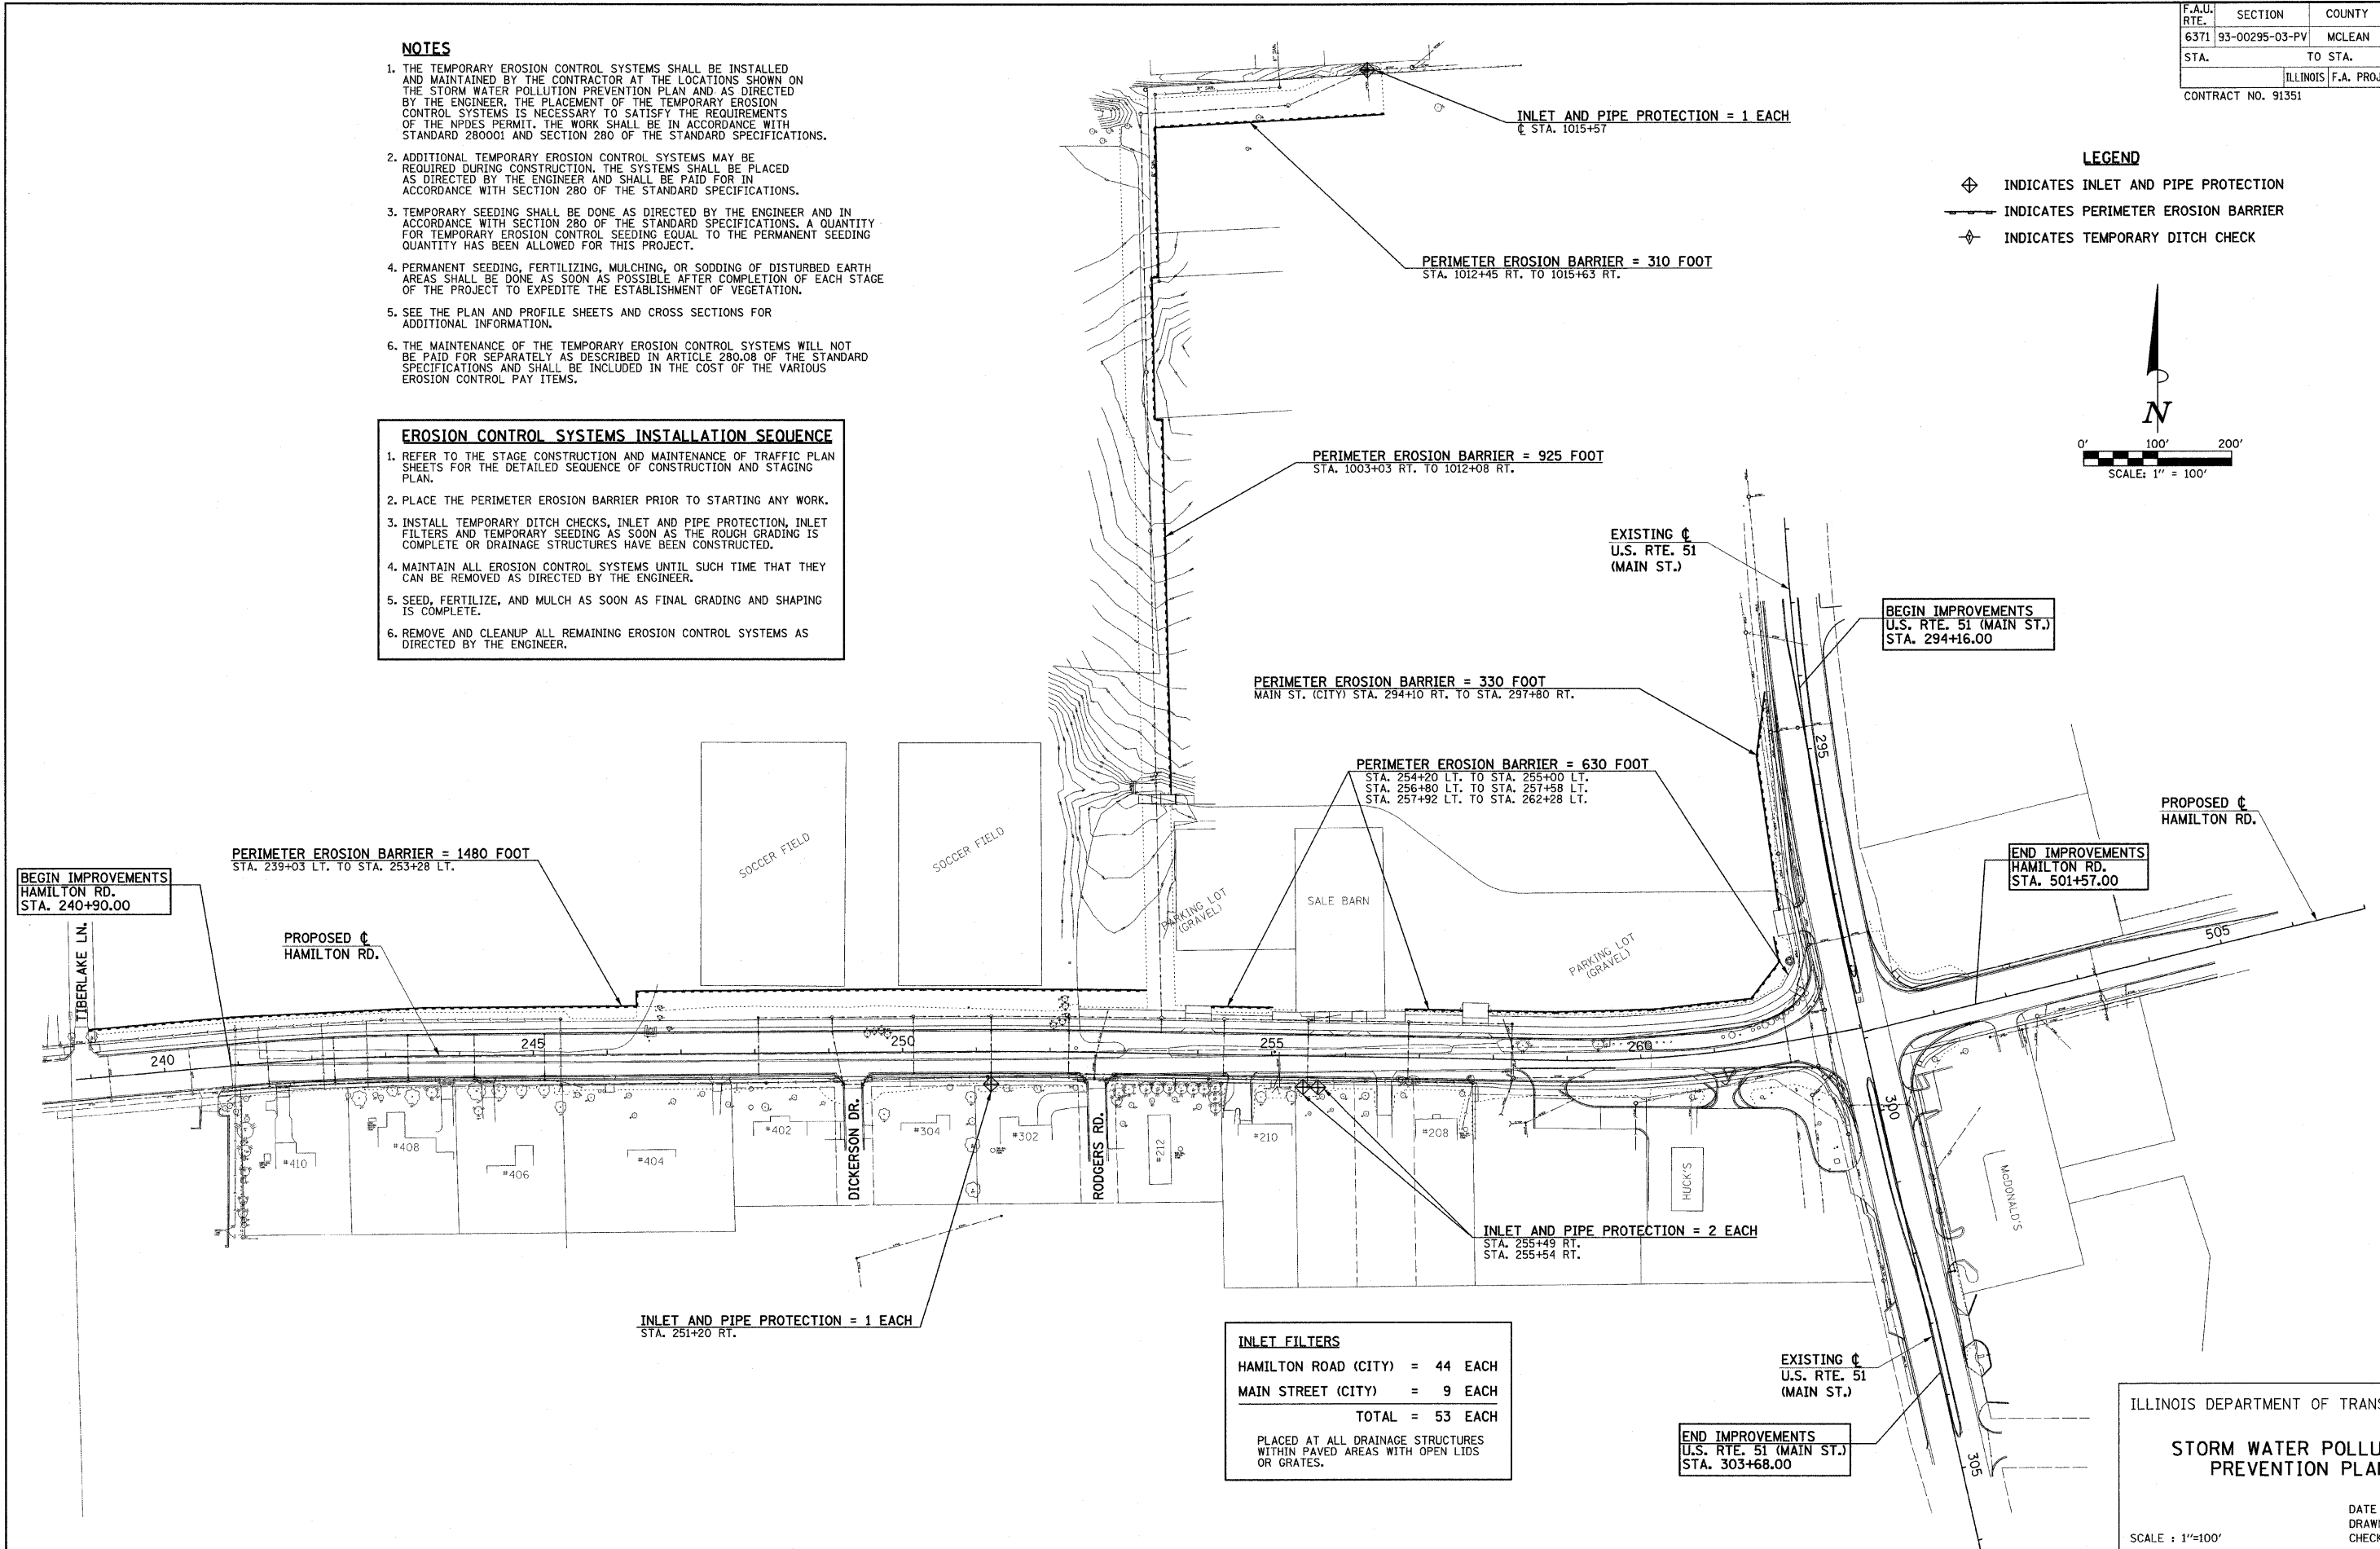 F.A.U. RTE. SECTION COUNTY
6371 93-00295-03-PV MCLEAN
STA. TO STA.
ILLINOIS F.A. PROJ
CONTRACT NO. 91351
NOTES
1. THE TEMPORARY EROSION CONTROL SYSTEMS SHALL BE INSTALLED
AND MAINTAINED BY THE CONTRACTOR AT THE LOCATIONS SHOWN ON
THE STORM WATER POLLUTION PREVENTION PLAN AND AS DIRECTED
BY THE ENGINEER. THE PLACEMENT OF THE TEMPORARY EROSION
CONTROL SYSTEMS IS NECESSARY TO SATISFY THE REQUIREMENTS
OF THE NPDES PERMIT. THE WORK SHALL BE IN ACCORDANCE WITH
STANDARD 280001 AND SECTION 280 OF THE STANDARD SPECIFICATIONS.
2. ADDITIONAL TEMPORARY EROSION CONTROL SYSTEMS MAY BE
REQUIRED DURING CONSTRUCTION. THE SYSTEMS SHALL BE PLACED
AS DIRECTED BY THE ENGINEER AND SHALL BE PAID FOR IN
ACCORDANCE WITH SECTION 280 OF THE STANDARD SPECIFICATIONS.
3. TEMPORARY SEEDING SHALL BE DONE AS DIRECTED BY THE ENGINEER AND IN
ACCORDANCE WITH SECTION 280 OF THE STANDARD SPECIFICATIONS. A QUANTITY
FOR TEMPORARY EROSION CONTROL SEEDING EQUAL TO THE PERMANENT SEEDING
QUANTITY HAS BEEN ALLOWED FOR THIS PROJECT.
4. PERMANENT SEEDING, FERTILIZING, MULCHING, OR SODDING OF DISTURBED EARTH
AREAS SHALL BE DONE AS SOON AS POSSIBLE AFTER COMPLETION OF EACH STAGE
OF THE PROJECT TO EXPEDITE THE ESTABLISHMENT OF VEGETATION.
5. SEE THE PLAN AND PROFILE SHEETS AND CROSS SECTIONS FOR
ADDITIONAL INFORMATION.
6. THE MAINTENANCE OF THE TEMPORARY EROSION CONTROL SYSTEMS WILL NOT
BE PAID FOR SEPARATELY AS DESCRIBED IN ARTICLE 280.08 OF THE STANDARD
SPECIFICATIONS AND SHALL BE INCLUDED IN THE COST OF THE VARIOUS
EROSION CONTROL PAY ITEMS.
EROSION CONTROL SYSTEMS INSTALLATION SEQUENCE
1. REFER TO THE STAGE CONSTRUCTION AND MAINTENANCE OF TRAFFIC PLAN
SHEETS FOR THE DETAILED SEQUENCE OF CONSTRUCTION AND STAGING
PLAN.
2. PLACE THE PERIMETER EROSION BARRIER PRIOR TO STARTING ANY WORK.
3. INSTALL TEMPORARY DITCH CHECKS, INLET AND PIPE PROTECTION, INLET
FILTERS AND TEMPORARY SEEDING AS SOON AS THE ROUGH GRADING IS
COMPLETE OR DRAINAGE STRUCTURES HAVE BEEN CONSTRUCTED.
4. MAINTAIN ALL EROSION CONTROL SYSTEMS UNTIL SUCH TIME THAT THEY
CAN BE REMOVED AS DIRECTED BY THE ENGINEER.
5. SEED, FERTILIZE, AND MULCH AS SOON AS FINAL GRADING AND SHAPING
IS COMPLETE.
6. REMOVE AND CLEANUP ALL REMAINING EROSION CONTROL SYSTEMS AS
DIRECTED BY THE ENGINEER.
8" SAN.
8" SAN.
INLET AND PIPE PROTECTION = 1 EACH
℄ STA. 1015+57
LEGEND
INDICATES INLET AND PIPE PROTECTION
INDICATES PERIMETER EROSION BARRIER
INDICATES TEMPORARY DITCH CHECK
PERIMETER EROSION BARRIER = 310 FOOT
STA. 1012+45 RT. TO 1015+63 RT.
N
0' 100' 200'
SCALE: 1" = 100'
PERIMETER EROSION BARRIER = 925 FOOT
STA. 1003+03 RT. TO 1012+08 RT.
EXISTING ℄
U.S. RTE. 51
(MAIN ST.)
BEGIN IMPROVEMENTS
U.S. RTE. 51 (MAIN ST.)
STA. 294+16.00
PERIMETER EROSION BARRIER = 330 FOOT
MAIN ST. (CITY) STA. 294+10 RT. TO STA. 297+80 RT.
295
PERIMETER EROSION BARRIER = 630 FOOT
STA. 254+20 LT. TO STA. 255+00 LT.
STA. 256+80 LT. TO STA. 257+58 LT.
STA. 257+92 LT. TO STA. 262+28 LT.
PROPOSED ℄
HAMILTON RD.
END IMPROVEMENTS
HAMILTON RD.
STA. 501+57.00
505
SOCCER FIELD
SOCCER FIELD
PARKING LOT
(GRAVEL)
SALE BARN
PARKING LOT
(GRAVEL)
PERIMETER EROSION BARRIER = 1480 FOOT
STA. 239+03 LT. TO STA. 253+28 LT.
BEGIN IMPROVEMENTS
HAMILTON RD.
STA. 240+90.00
PROPOSED ℄
HAMILTON RD.
TIBERLAKE LN.
240
245
250
255
260
300
305
#410
#408
#406
#404
#402
DICKERSON DR.
#304
#302
RODGERS RD.
#212
#210
#208
HUCK'S
McDONALD'S
INLET AND PIPE PROTECTION = 2 EACH
STA. 255+49 RT.
STA. 255+54 RT.
INLET AND PIPE PROTECTION = 1 EACH
STA. 251+20 RT.
INLET FILTERS
HAMILTON ROAD (CITY) = 44 EACH
MAIN STREET (CITY) = 9 EACH
TOTAL = 53 EACH
PLACED AT ALL DRAINAGE STRUCTURES
WITHIN PAVED AREAS WITH OPEN LIDS
OR GRATES.
EXISTING ℄
U.S. RTE. 51
(MAIN ST.)
END IMPROVEMENTS
U.S. RTE. 51 (MAIN ST.)
STA. 303+68.00
ILLINOIS DEPARTMENT OF TRANS
STORM WATER POLLU
PREVENTION PLA
DATE
DRAW
SCALE : 1"=100' CHECK